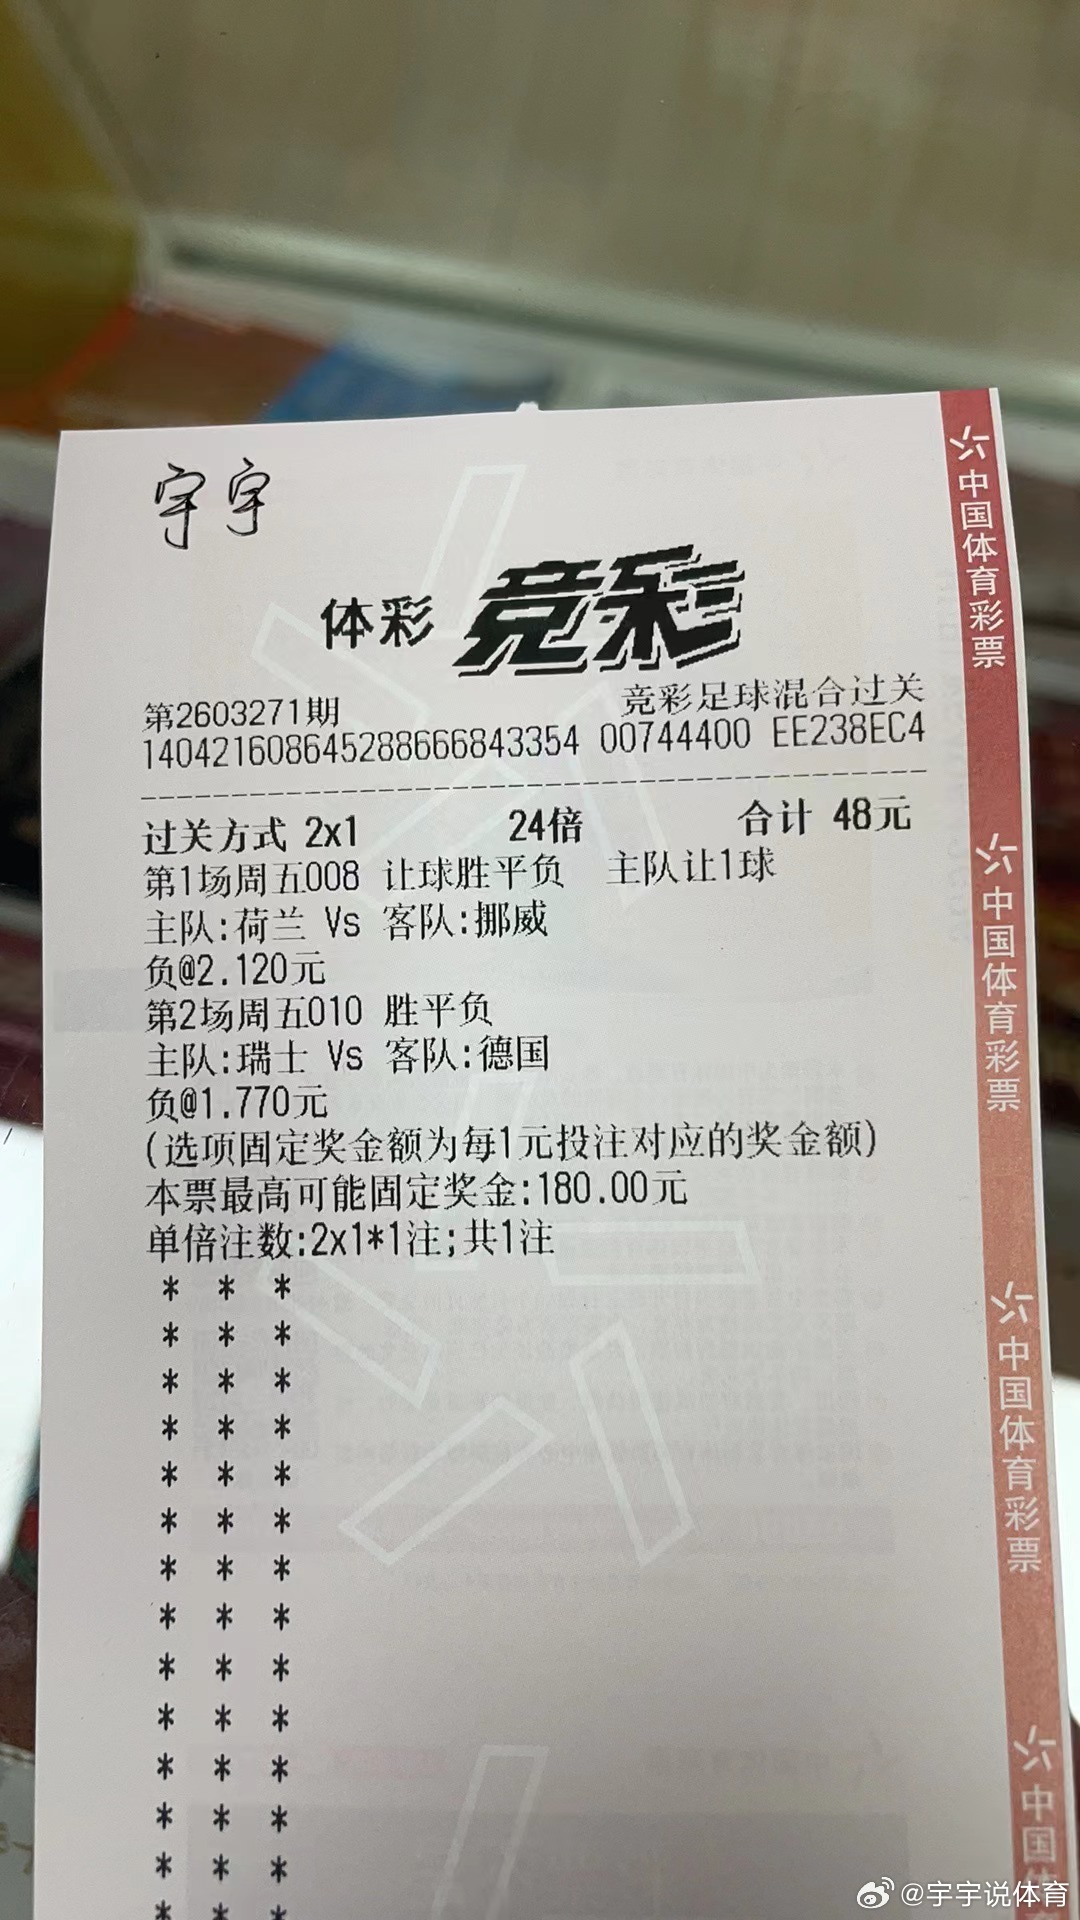 宇宇
体彩 竞彩
第2603271期 竞彩足球混合过关
140421608645288666843354 00744400 EE238EC4
过关方式 2x1 24倍 合计 48元
第1场周五008 让球胜平负 主队让1球
主队:荷兰 Vs 客队:挪威
负@2.120元
第2场周五010 胜平负
主队:瑞士 Vs 客队:德国
负@1.770元
(选项固定奖金额为每1元投注对应的奖金额)
本票最高可能固定奖金:180.00元
单倍注数:2x1*1注;共1注
* * *
* * *
* * *
* * *
* * *
* * *
* * *
* * *
* * *
* * *
* * *
* * *
* * *
* * *
中国体育彩票
中国体育彩票
中国体育彩票
中国体
@宇宇说体育